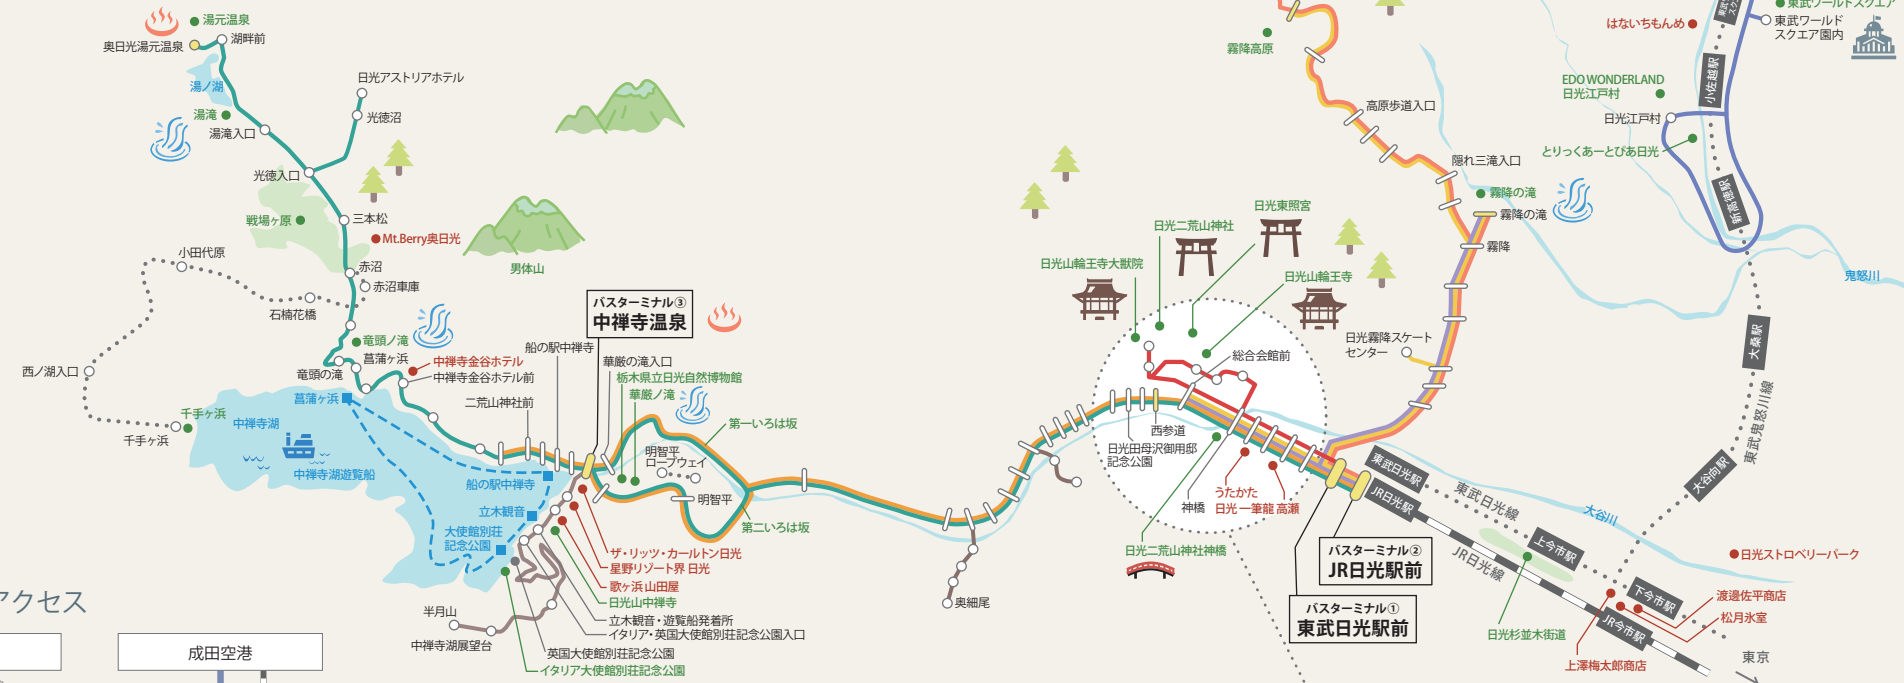 湯元温泉
奥日光湯元温泉
湖畔前
湯ノ湖
日光アストリアホテル
湯滝
光徳沼
湯滝入口
光徳入口
戦場ヶ原
三本松
Mt.Berry奥日光
小田代原
赤沼
赤沼車庫
石楠花橋
男体山
竜頭ノ滝
菖蒲ヶ浜
竜頭の滝
西ノ湖入口
千手ヶ浜
千手ヶ浜
菖蒲ヶ浜
中禅寺湖
中禅寺湖遊覧船
中禅寺金谷ホテル
中禅寺金谷ホテル前
二荒山神社前
船の駅中禅寺
バスターミナル③
中禅寺温泉
華厳の滝入口
栃木県立日光自然博物館
華厳ノ滝
第一いろは坂
明智平
ロープウェイ
明智平
第二いろは坂
船の駅中禅寺
立木観音
大使館別荘
記念公園
ザ・リッツ・カールトン日光
星野リゾート界 日光
歌ヶ浜 山田屋
日光山中禅寺
立木観音・遊覧船発着所
イタリア・英国大使館別荘記念公園入口
英国大使館別荘記念公園
イタリア大使館別荘記念公園
半月山
中禅寺湖展望台
アクセス
成田空港
奥細尾
日光山輪王寺大猷院
日光二荒山神社
日光東照宮
日光山輪王寺
総合会館前
西参道
日光田母沢御用邸
記念公園
神橋
うたかた
日光 一筆龍 高瀬
日光二荒山神社神橋
霧降高原
高原歩道入口
隠れ三滝入口
霧降の滝
霧降の滝
霧降
日光霧降スケート
センター
東武日光駅
JR日光駅
バスターミナル②
JR日光駅前
バスターミナル①
東武日光駅前
東武日光線
JR日光線
はないちもんめ
東武ワールドスクエア
東武ワールド
スクエア園内
小佐越駅
EDO WONDERLAND
日光江戸村
日光江戸村
とりっくあーとぴあ日光
新高徳駅
鬼怒川
大桑駅
東武鬼怒川線
大谷向駅
大谷川
上今市駅
下今市駅
JR今市駅
日光杉並木街道
日光ストロベリーパーク
渡邊佐平商店
松月氷室
上澤梅太郎商店
東京